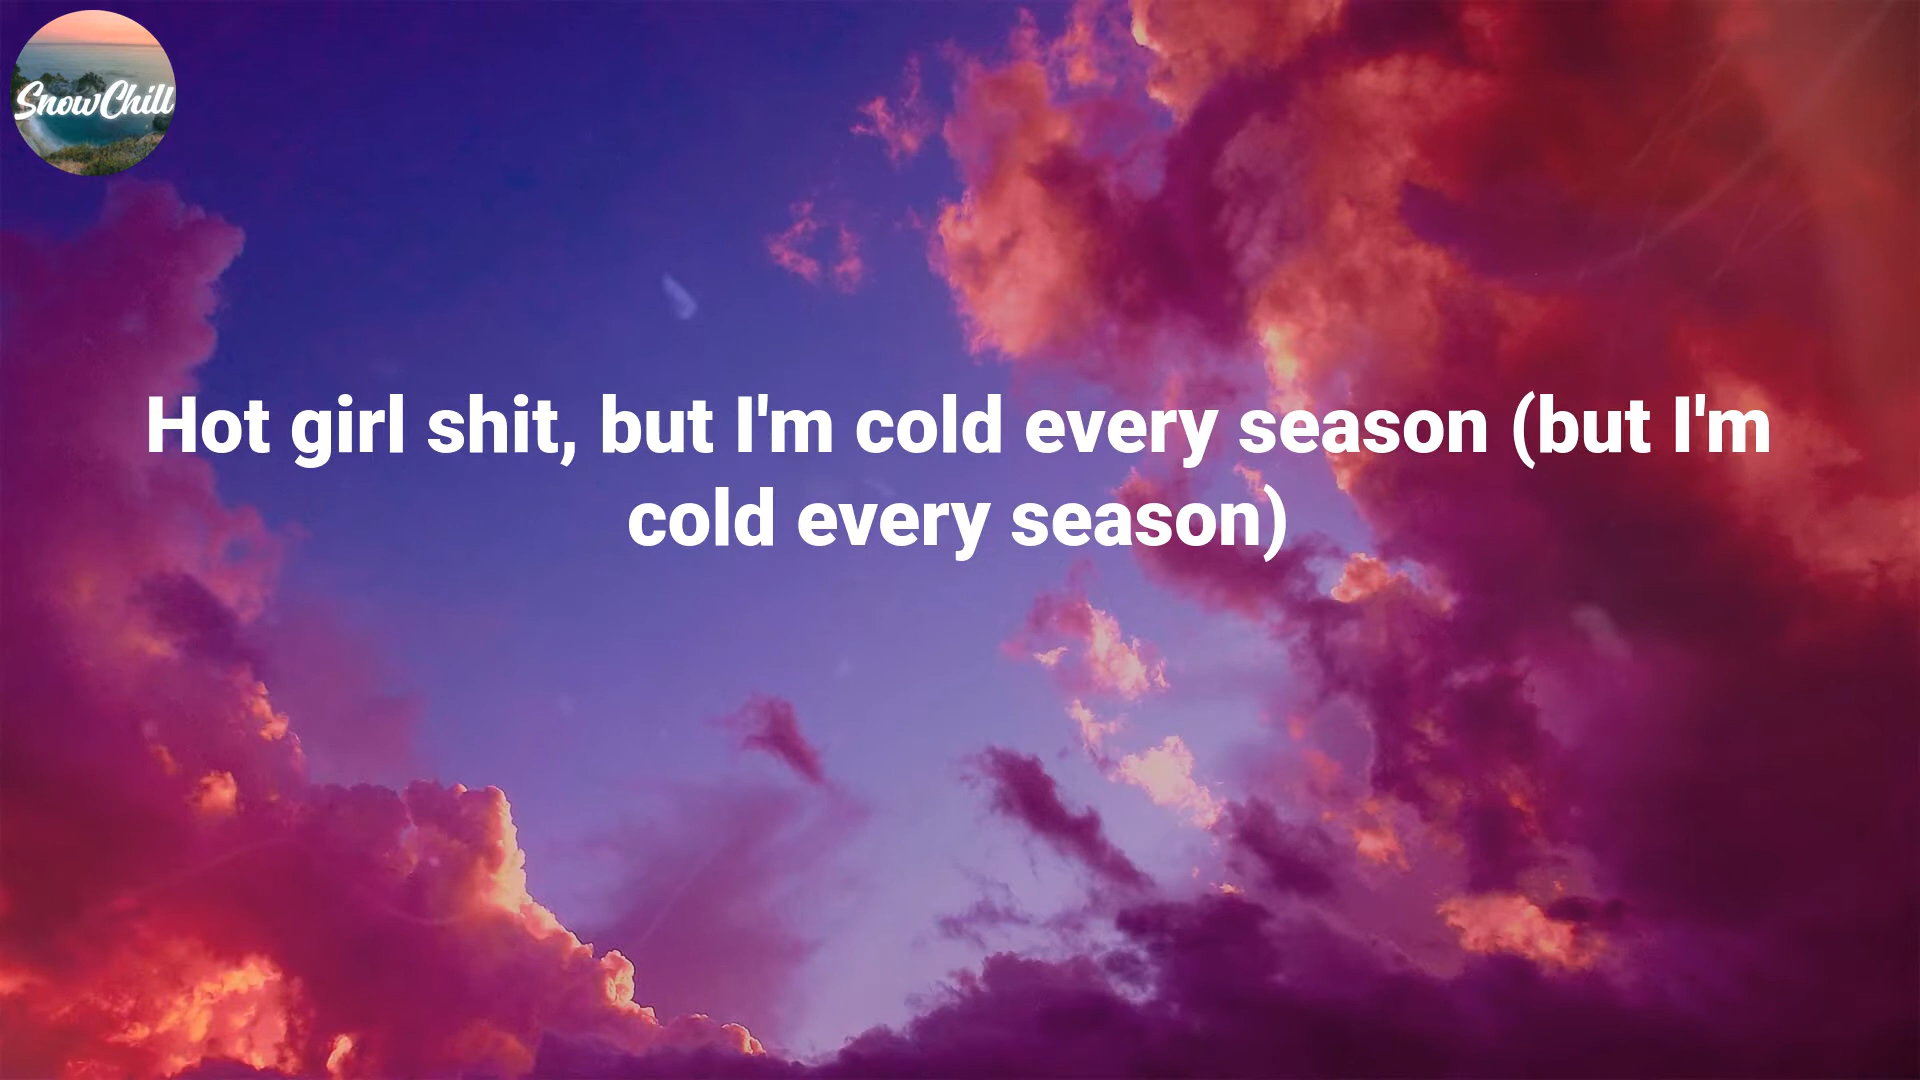 SnowChill
Hot girl shit, but I'm cold every season (but I'm
cold every season)